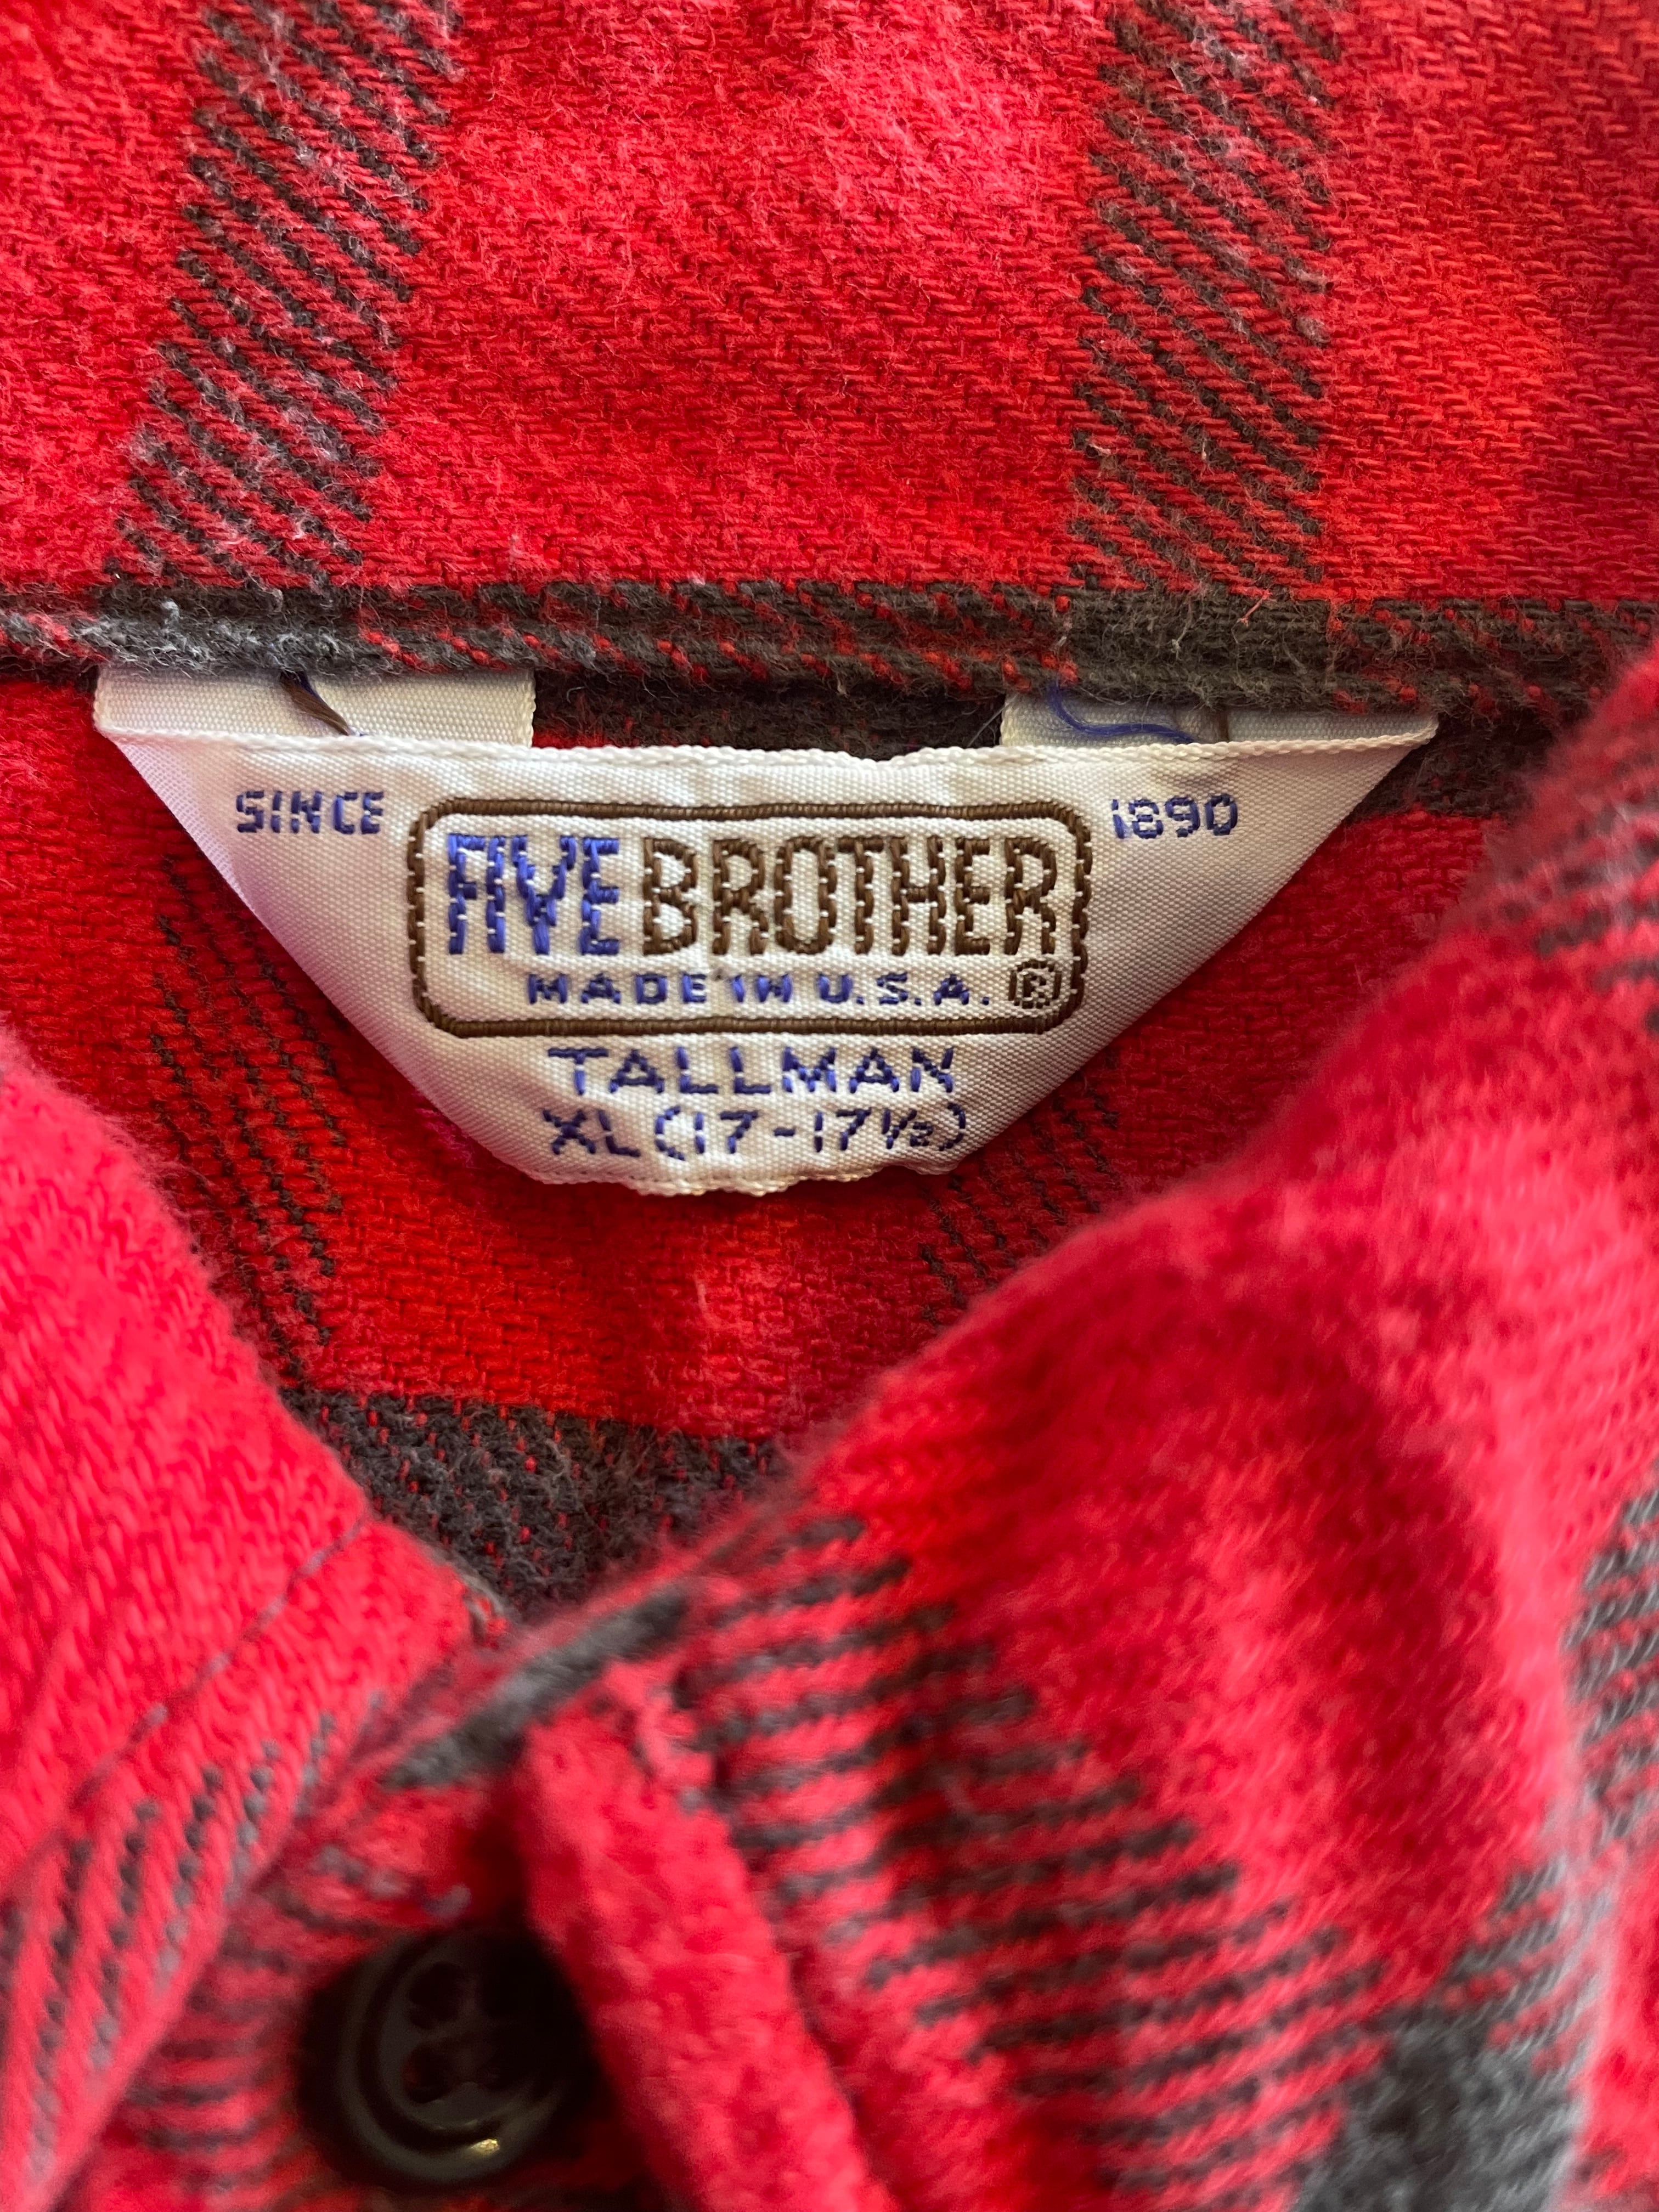 SINCE 1890
FIVE BROTHER
MADE IN U.S.A. ®
TALLMAN
XL (17-17½)